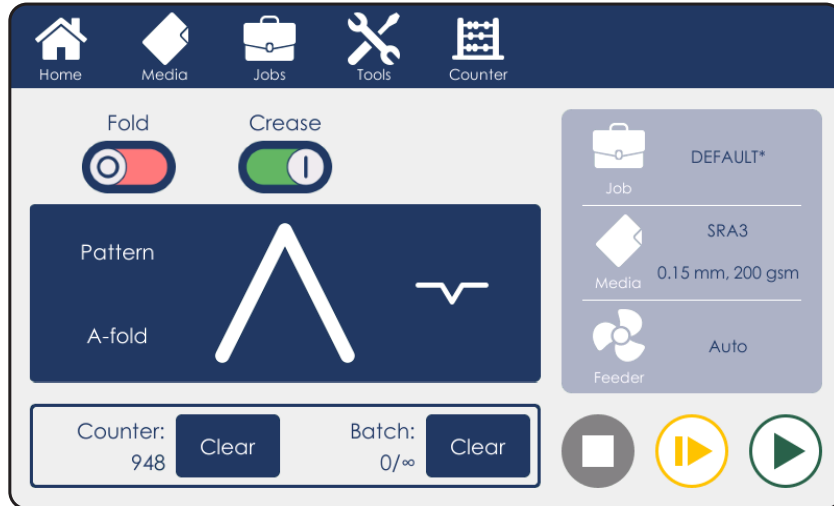 Home
Media
Jobs
Tools
Counter
Fold
Crease
Pattern
A-fold
DEFAULT*
Job
SRA3
0.15 mm, 200 gsm
Media
Auto
Feeder
Counter:
948
Clear
Batch:
0/∞
Clear